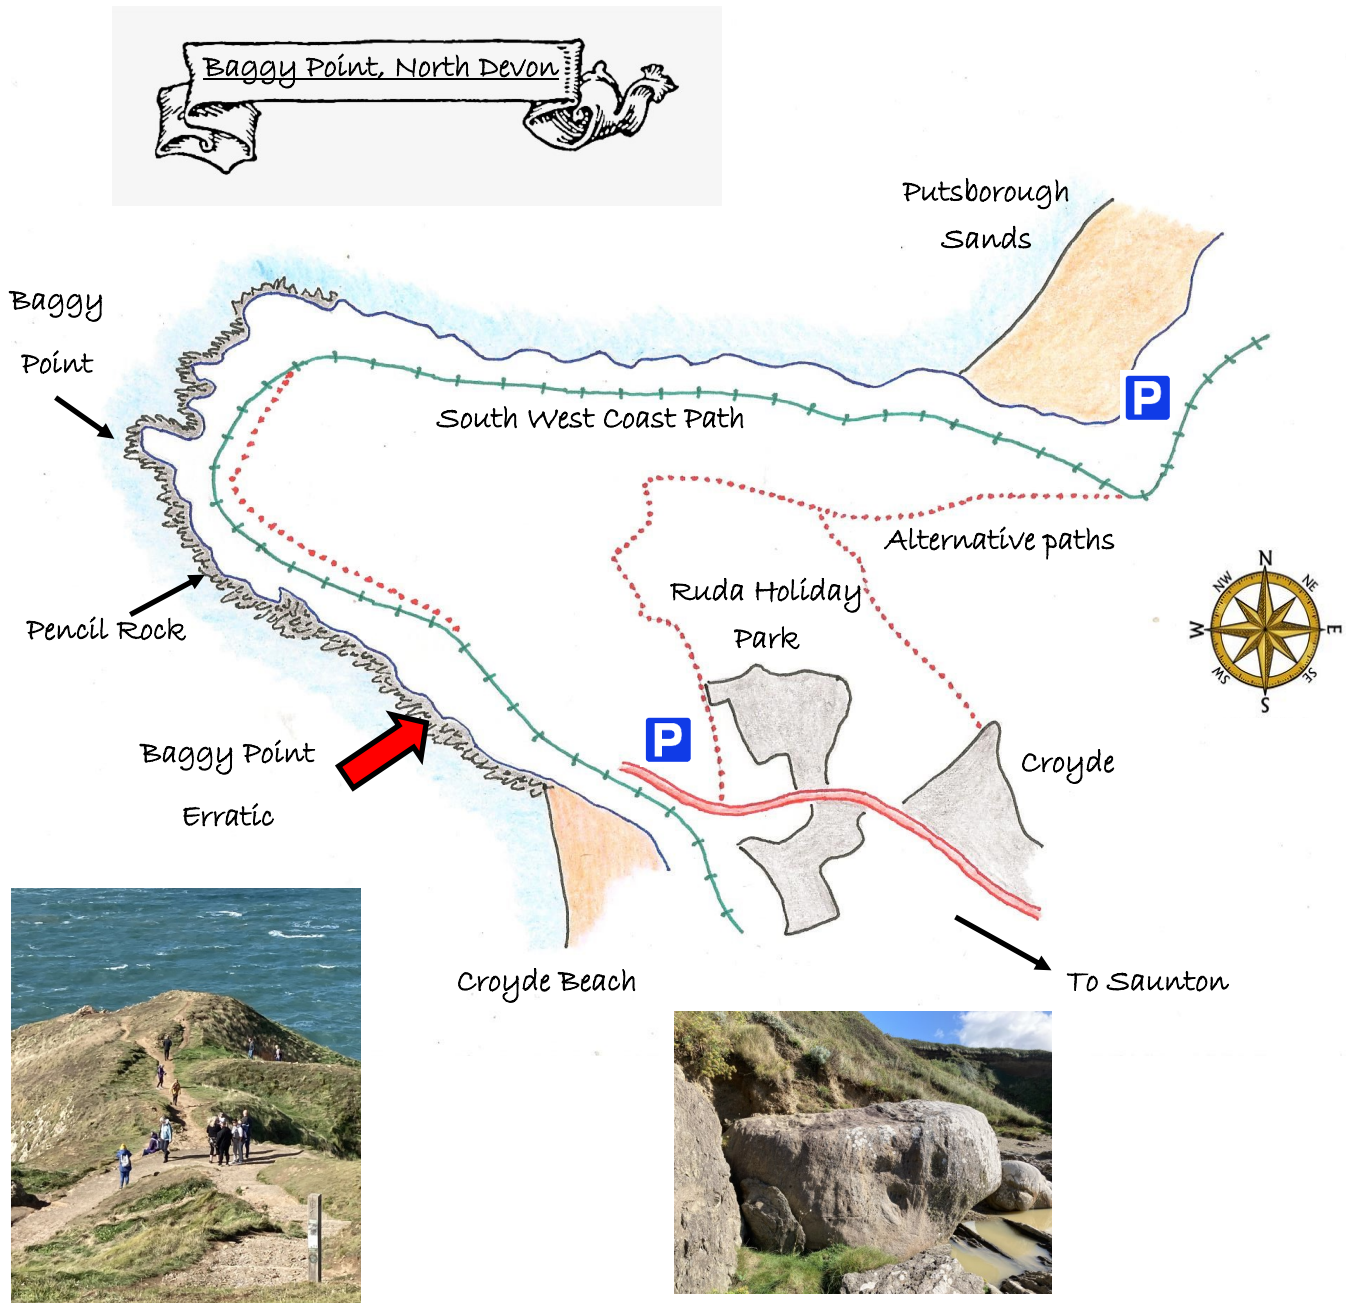 Baggy Point, North Devon
Putsborough
Sands
Baggy
Point
P
South West Coast Path
Alternative paths
N
NW
NE
W
E
SW
SE
S
Ruda Holiday
Park
Pencil Rock
P
Baggy Point
Erratic
Croyde
Croyde Beach
To Saunton